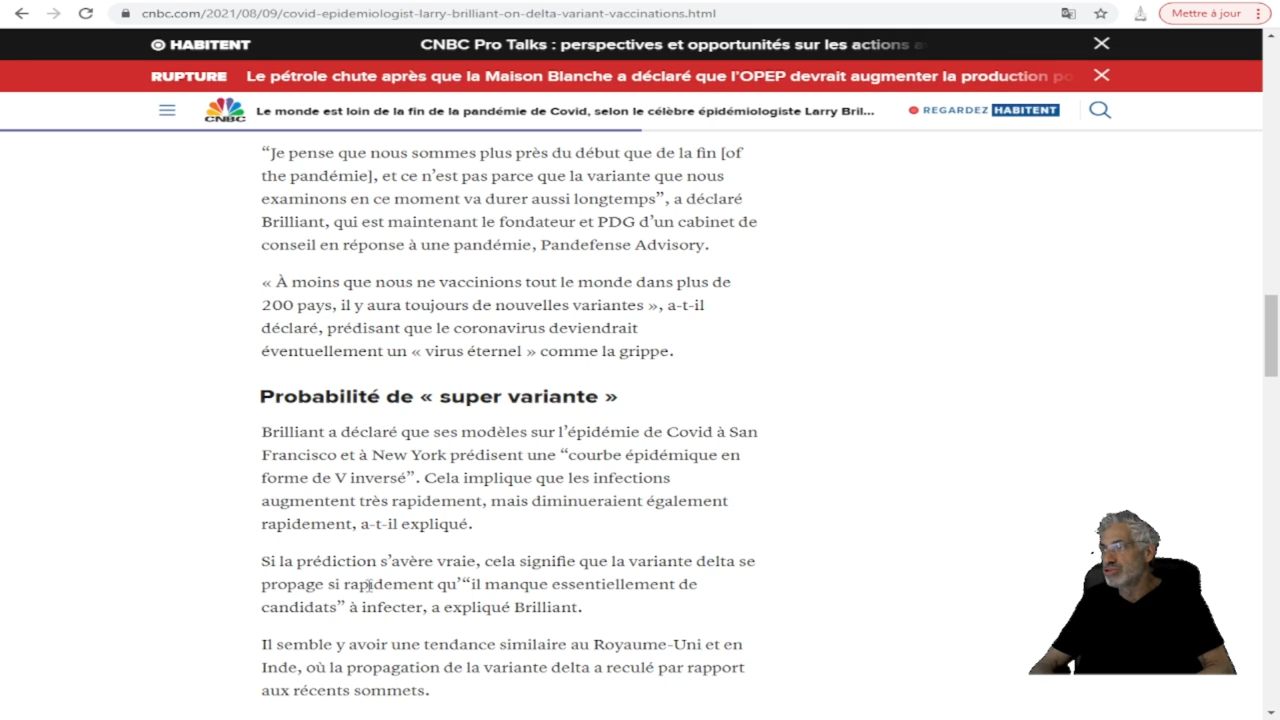 cnbc.com/2021/08/09/covid-epidemiologist-larry-brilliant-on-delta-variant-vaccinations.html
Mettre à jour
HABITENT
CNBC Pro Talks : perspectives et opportunités sur les actions
RUPTURE
Le pétrole chute après que la Maison Blanche a déclaré que l'OPEP devrait augmenter la production
CNBC
Le monde est loin de la fin de la pandémie de Covid, selon le célèbre épidémiologiste Larry Bril...
REGARDEZ HABITENT
“Je pense que nous sommes plus près du début que de la fin [of
the pandémie], et ce n’est pas parce que la variante que nous
examinons en ce moment va durer aussi longtemps”, a déclaré
Brilliant, qui est maintenant le fondateur et PDG d’un cabinet de
conseil en réponse à une pandémie, Pandefense Advisory.
« À moins que nous ne vaccinions tout le monde dans plus de
200 pays, il y aura toujours de nouvelles variantes », a-t-il
déclaré, prédisant que le coronavirus deviendrait
éventuellement un « virus éternel » comme la grippe.
Probabilité de « super variante »
Brilliant a déclaré que ses modèles sur l’épidémie de Covid à San
Francisco et à New York prédisent une “courbe épidémique en
forme de V inversé”. Cela implique que les infections
augmentent très rapidement, mais diminueraient également
rapidement, a-t-il expliqué.
Si la prédiction s’avère vraie, cela signifie que la variante delta se
propage si rapidement qu’“il manque essentiellement de
candidats” à infecter, a expliqué Brilliant.
Il semble y avoir une tendance similaire au Royaume-Uni et en
Inde, où la propagation de la variante delta a reculé par rapport
aux récents sommets.